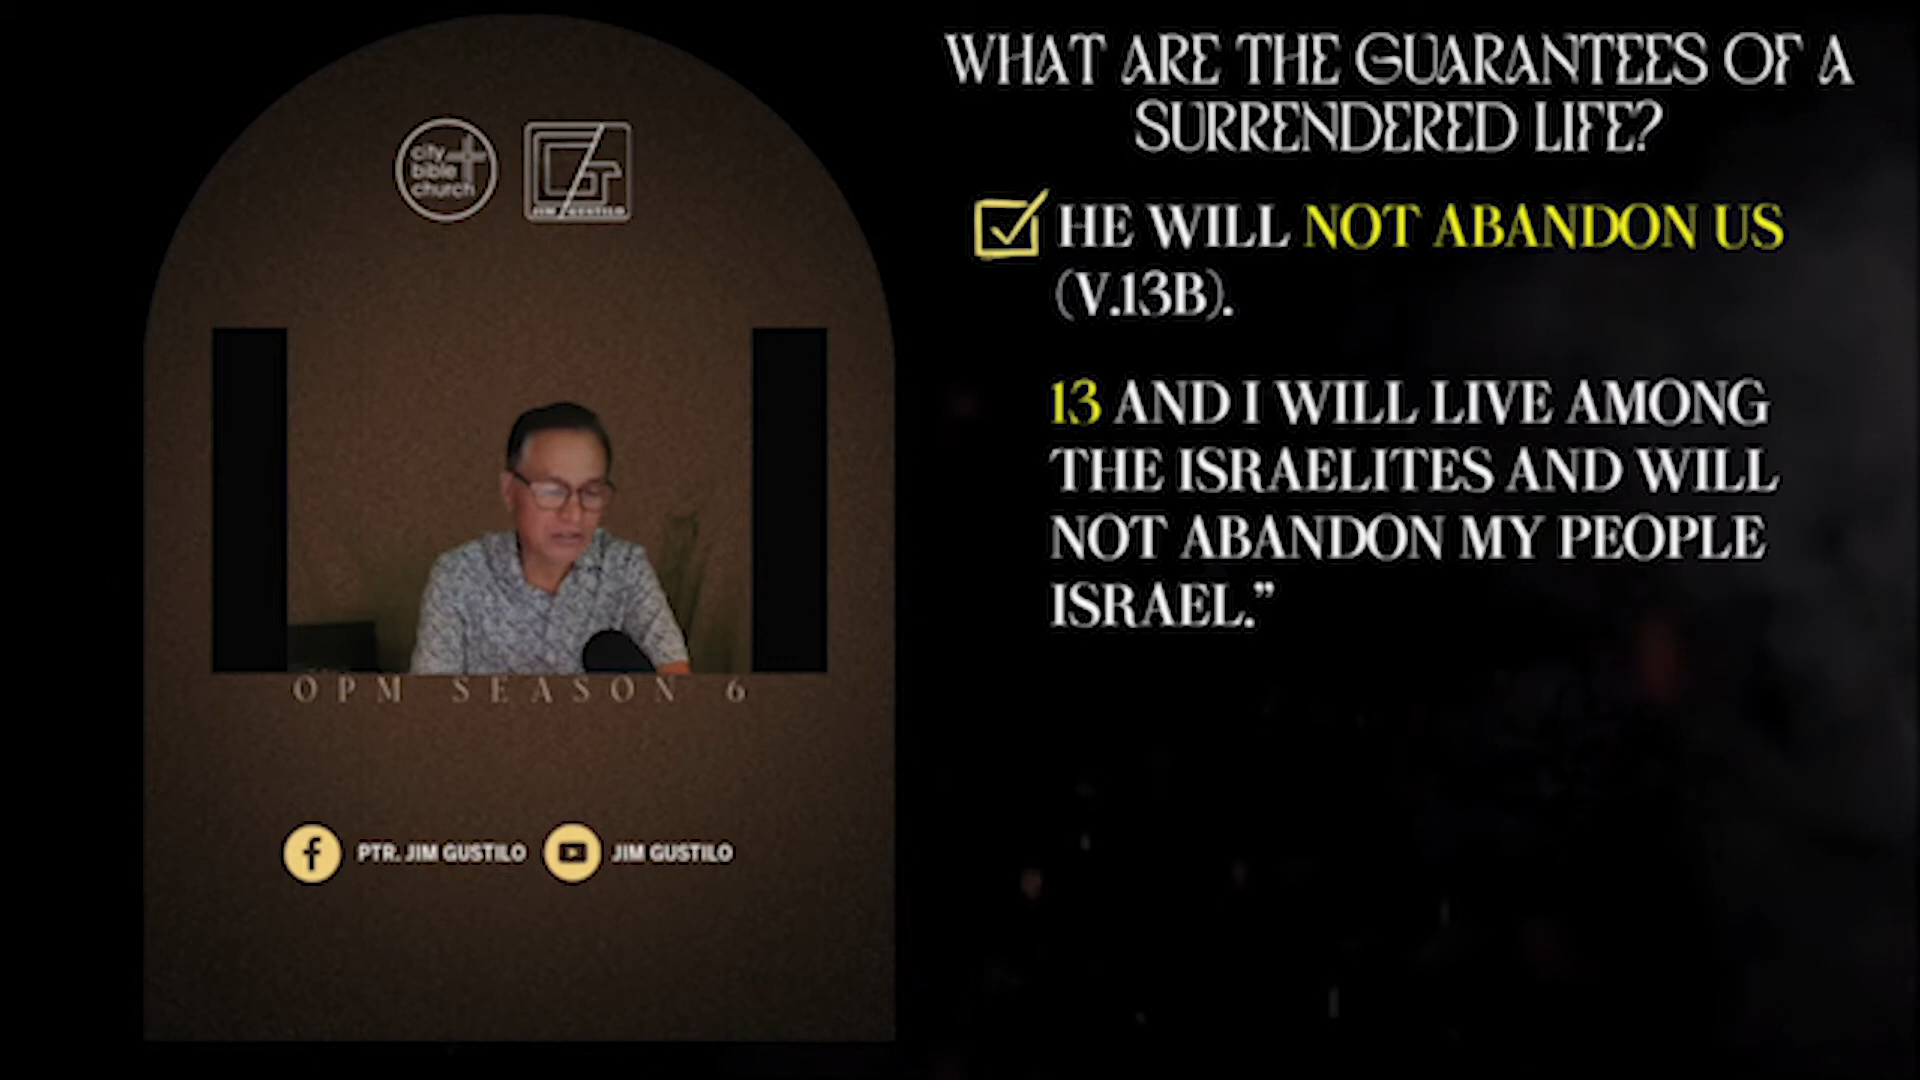 city
bible
church
JIM GUSTILO
OPM SEASON 6
PTR. JIM GUSTILO
JIM GUSTILO
WHAT ARE THE GUARANTEES OF A
SURRENDERED LIFE?
HE WILL NOT ABANDON US
(V.13B).
13 AND I WILL LIVE AMONG
THE ISRAELITES AND WILL
NOT ABANDON MY PEOPLE
ISRAEL.”